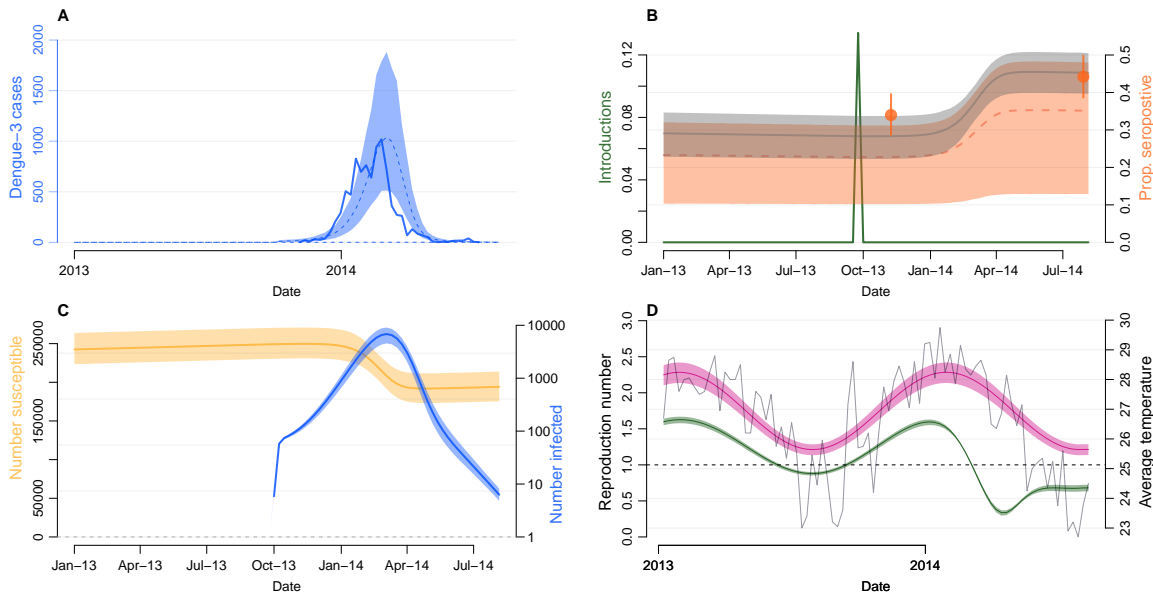 A
Dengue−3 cases
2000
1500
1000
500
0
2013
2014
Date
B
Introductions
0.12
0.08
0.04
0.00
0.5
0.4
0.3
0.2
0.1
0.0
Prop. seropostive
Jan−13
Apr−13
Jul−13
Oct−13
Jan−14
Apr−14
Jul−14
Date
C
Number susceptible
250000
150000
50000
0
10000
1000
100
10
1
Number infected
Jan−13
Apr−13
Jul−13
Oct−13
Jan−14
Apr−14
Jul−14
Date
D
Reproduction number
3.0
2.5
2.0
1.5
1.0
0.5
0.0
30
29
28
27
26
25
24
23
Average temperature
2013
2014
Date